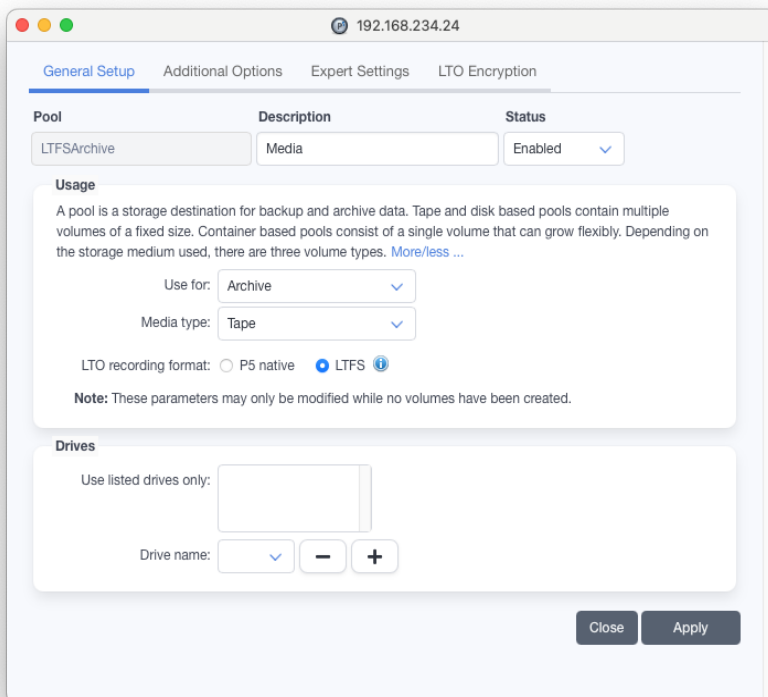 192.168.234.24
General Setup Additional Options Expert Settings LTO Encryption
Pool Description Status
LTFSArchive Media Enabled
Usage
A pool is a storage destination for backup and archive data. Tape and disk based pools contain multiple
volumes of a fixed size. Container based pools consist of a single volume that can grow flexibly. Depending on
the storage medium used, there are three volume types. More/less ...
Use for: Archive
Media type: Tape
LTO recording format: P5 native LTFS
Note: These parameters may only be modified while no volumes have been created.
Drives
Use listed drives only:
Drive name:
Close Apply